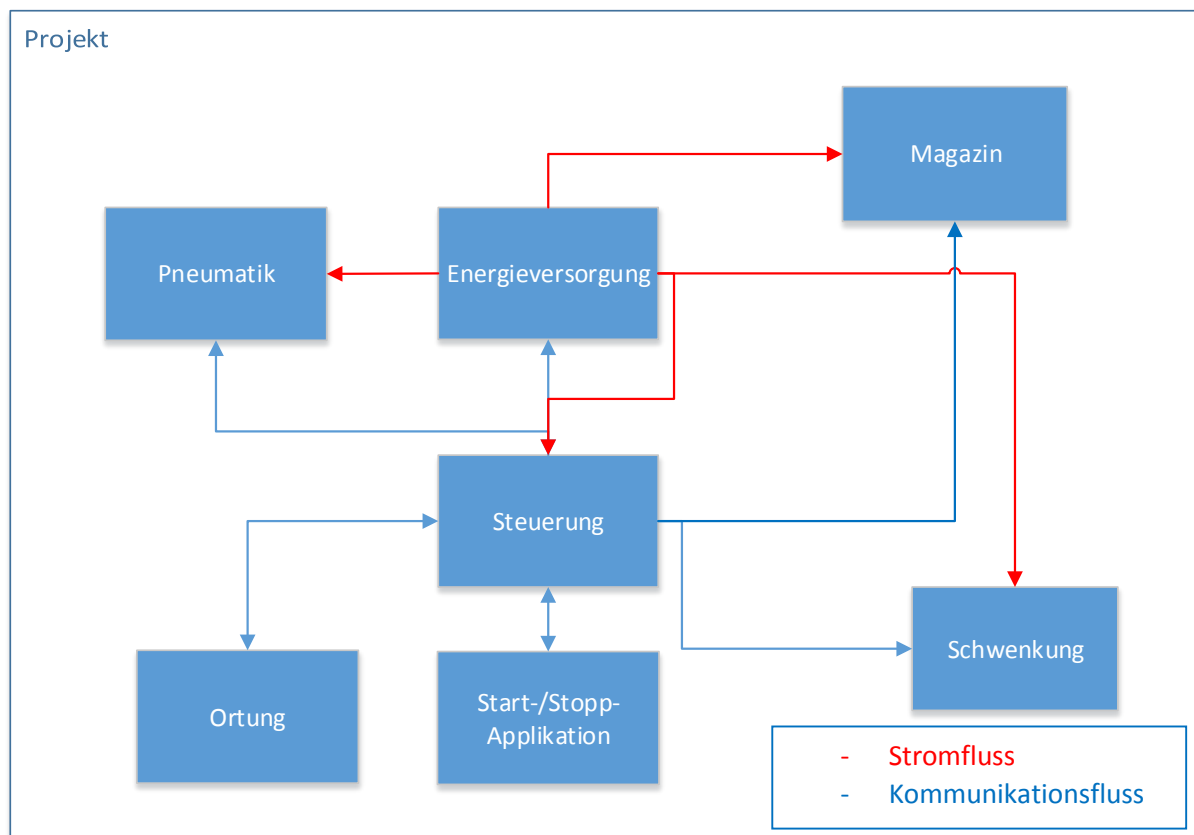 Projekt
Magazin
Pneumatik
Energieversorgung
Steuerung
Schwenkung
Ortung
Start-/Stopp-
Applikation
- Stromfluss
- Kommunikationsfluss